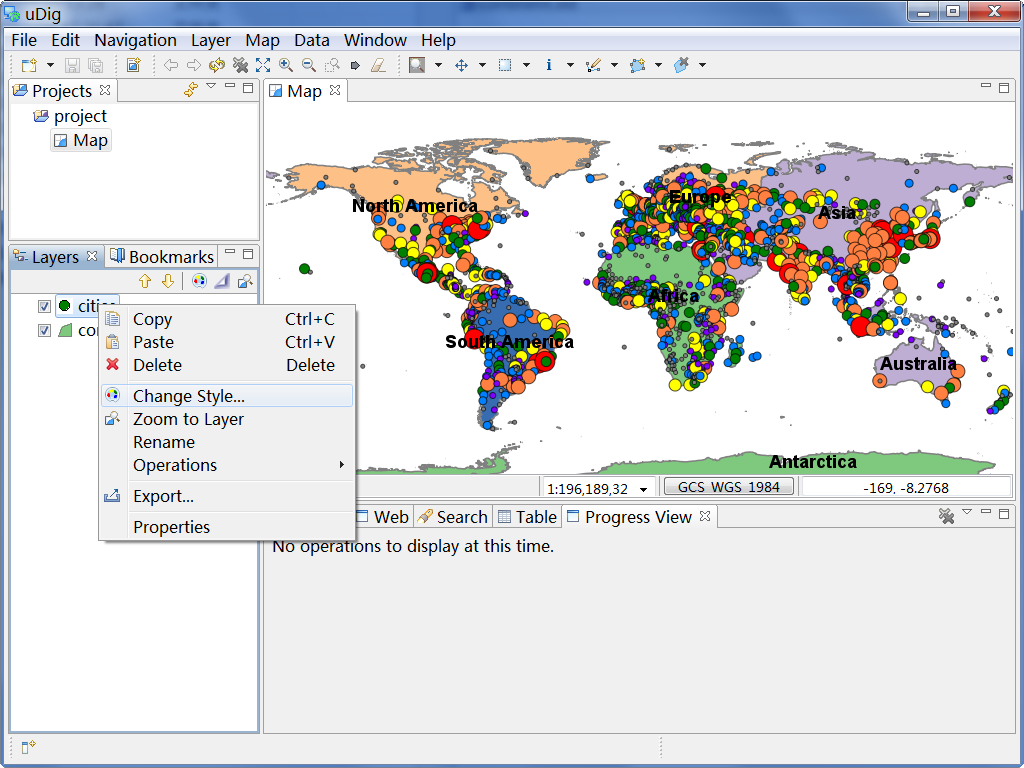 uDig
File Edit Navigation Layer Map Data Window Help
Projects
project
Map
Map
North America
Europe
Asia
Africa
South America
Australia
Antarctica
1:196,189,32
GCS WGS 1984
-169, -8.2768
Layers
Bookmarks
Copy Ctrl+C
Paste Ctrl+V
Delete Delete
Change Style...
Zoom to Layer
Rename
Operations
Export...
Properties
Web
Search
Table
Progress View
No operations to display at this time.